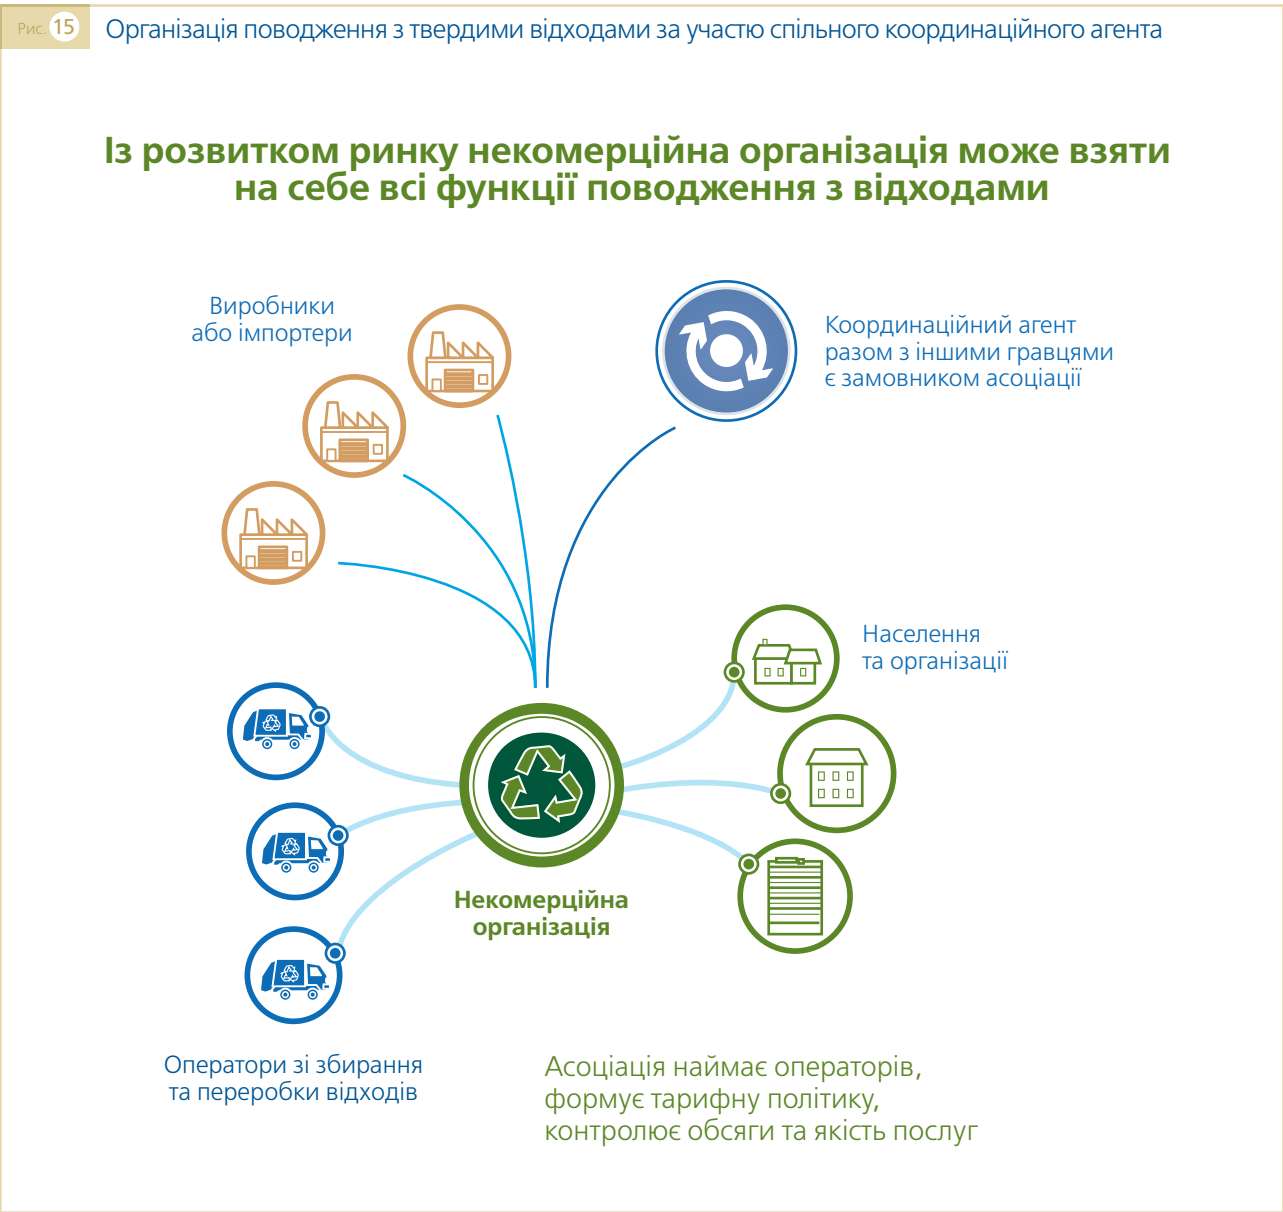 Рис. 15
Організація поводження з твердими відходами за участю спільного координаційного агента
Із розвитком ринку некомерційна організація може взяти
на себе всі функції поводження з відходами
Виробники
або імпортери
Координаційний агент
разом з іншими гравцями
є замовником асоціації
Населення
та організації
Некомерційна
організація
Оператори зі збирання
та переробки відходів
Асоціація наймає операторів,
формує тарифну політику,
контролює обсяги та якість послуг